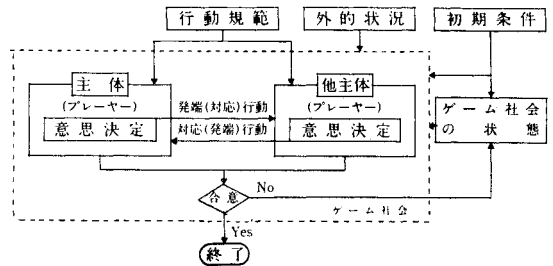 行動規範
外的状況
初期条件
主体
(プレーヤー)
意思決定
発端(対応)行動
対応(発端)行動
他主体
(プレーヤー)
意思決定
ゲーム社会
の状態
合意
No
ゲーム社会
Yes
終了